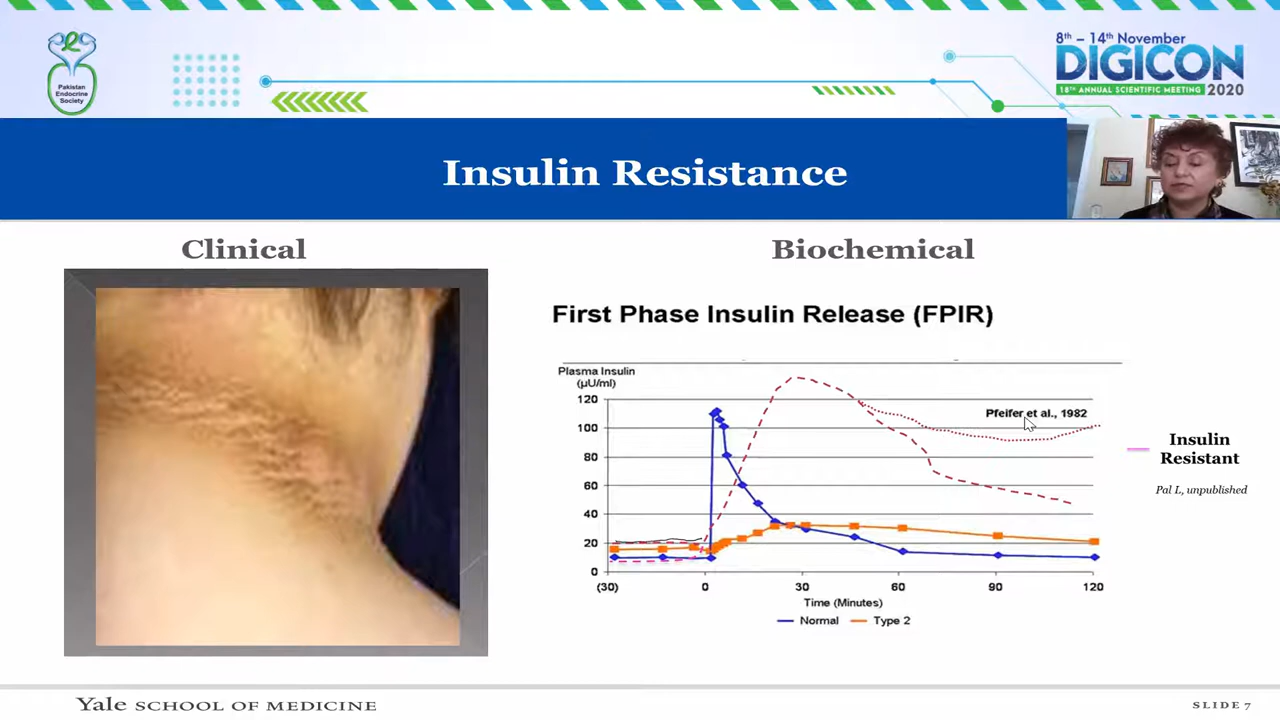 Pakistan
Endocrine
Society
8th – 14th November
DIGICON
18TH ANNUAL SCIENTIFIC MEETING 2020
Insulin Resistance
Clinical
Biochemical
First Phase Insulin Release (FPIR)
Plasma Insulin
(µU/ml)
120
100
80
60
40
20
0
(30)
0
30
60
90
120
Time (Minutes)
Normal
Type 2
Pfeifer et al., 1982
Insulin
Resistant
Pal L, unpublished
Yale SCHOOL OF MEDICINE
SLIDE 7